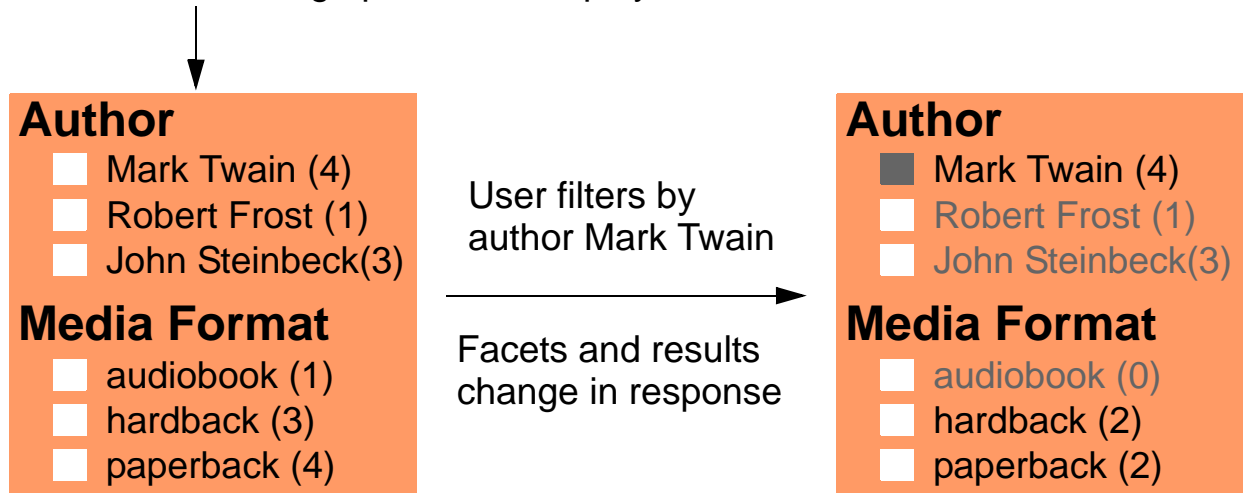 Author
Mark Twain (4)
Robert Frost (1)
John Steinbeck(3)
Media Format
audiobook (1)
hardback (3)
paperback (4)
User filters by
author Mark Twain
Facets and results
change in response
Author
Mark Twain (4)
Robert Frost (1)
John Steinbeck(3)
Media Format
audiobook (0)
hardback (2)
paperback (2)